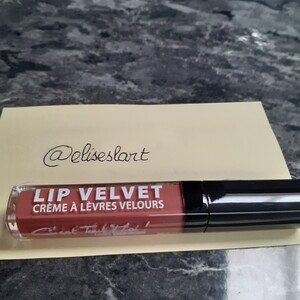 @eliseslart
LIP VELVET
CRÈME À LÈVRES VELOURS